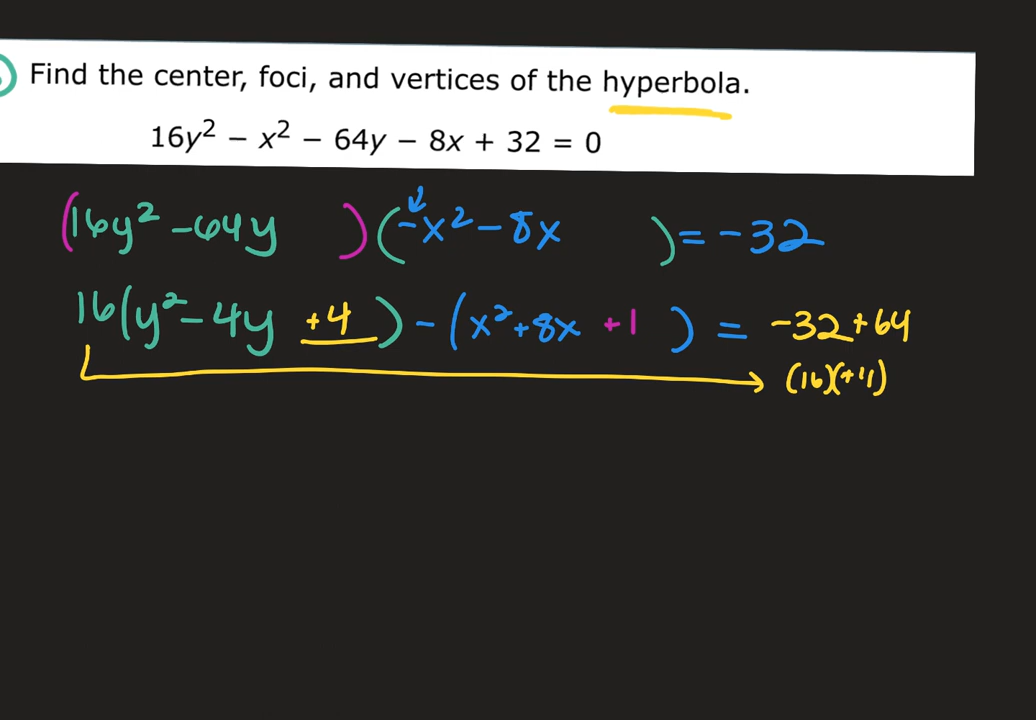 Find the center, foci, and vertices of the hyperbola.
16y² − x² − 64y − 8x + 32 = 0
(16y² -64y ) (-x² - 8x ) = -32
16(y² - 4y +4 ) - (x² + 8x +1 ) = -32 + 64
(16)(+4)